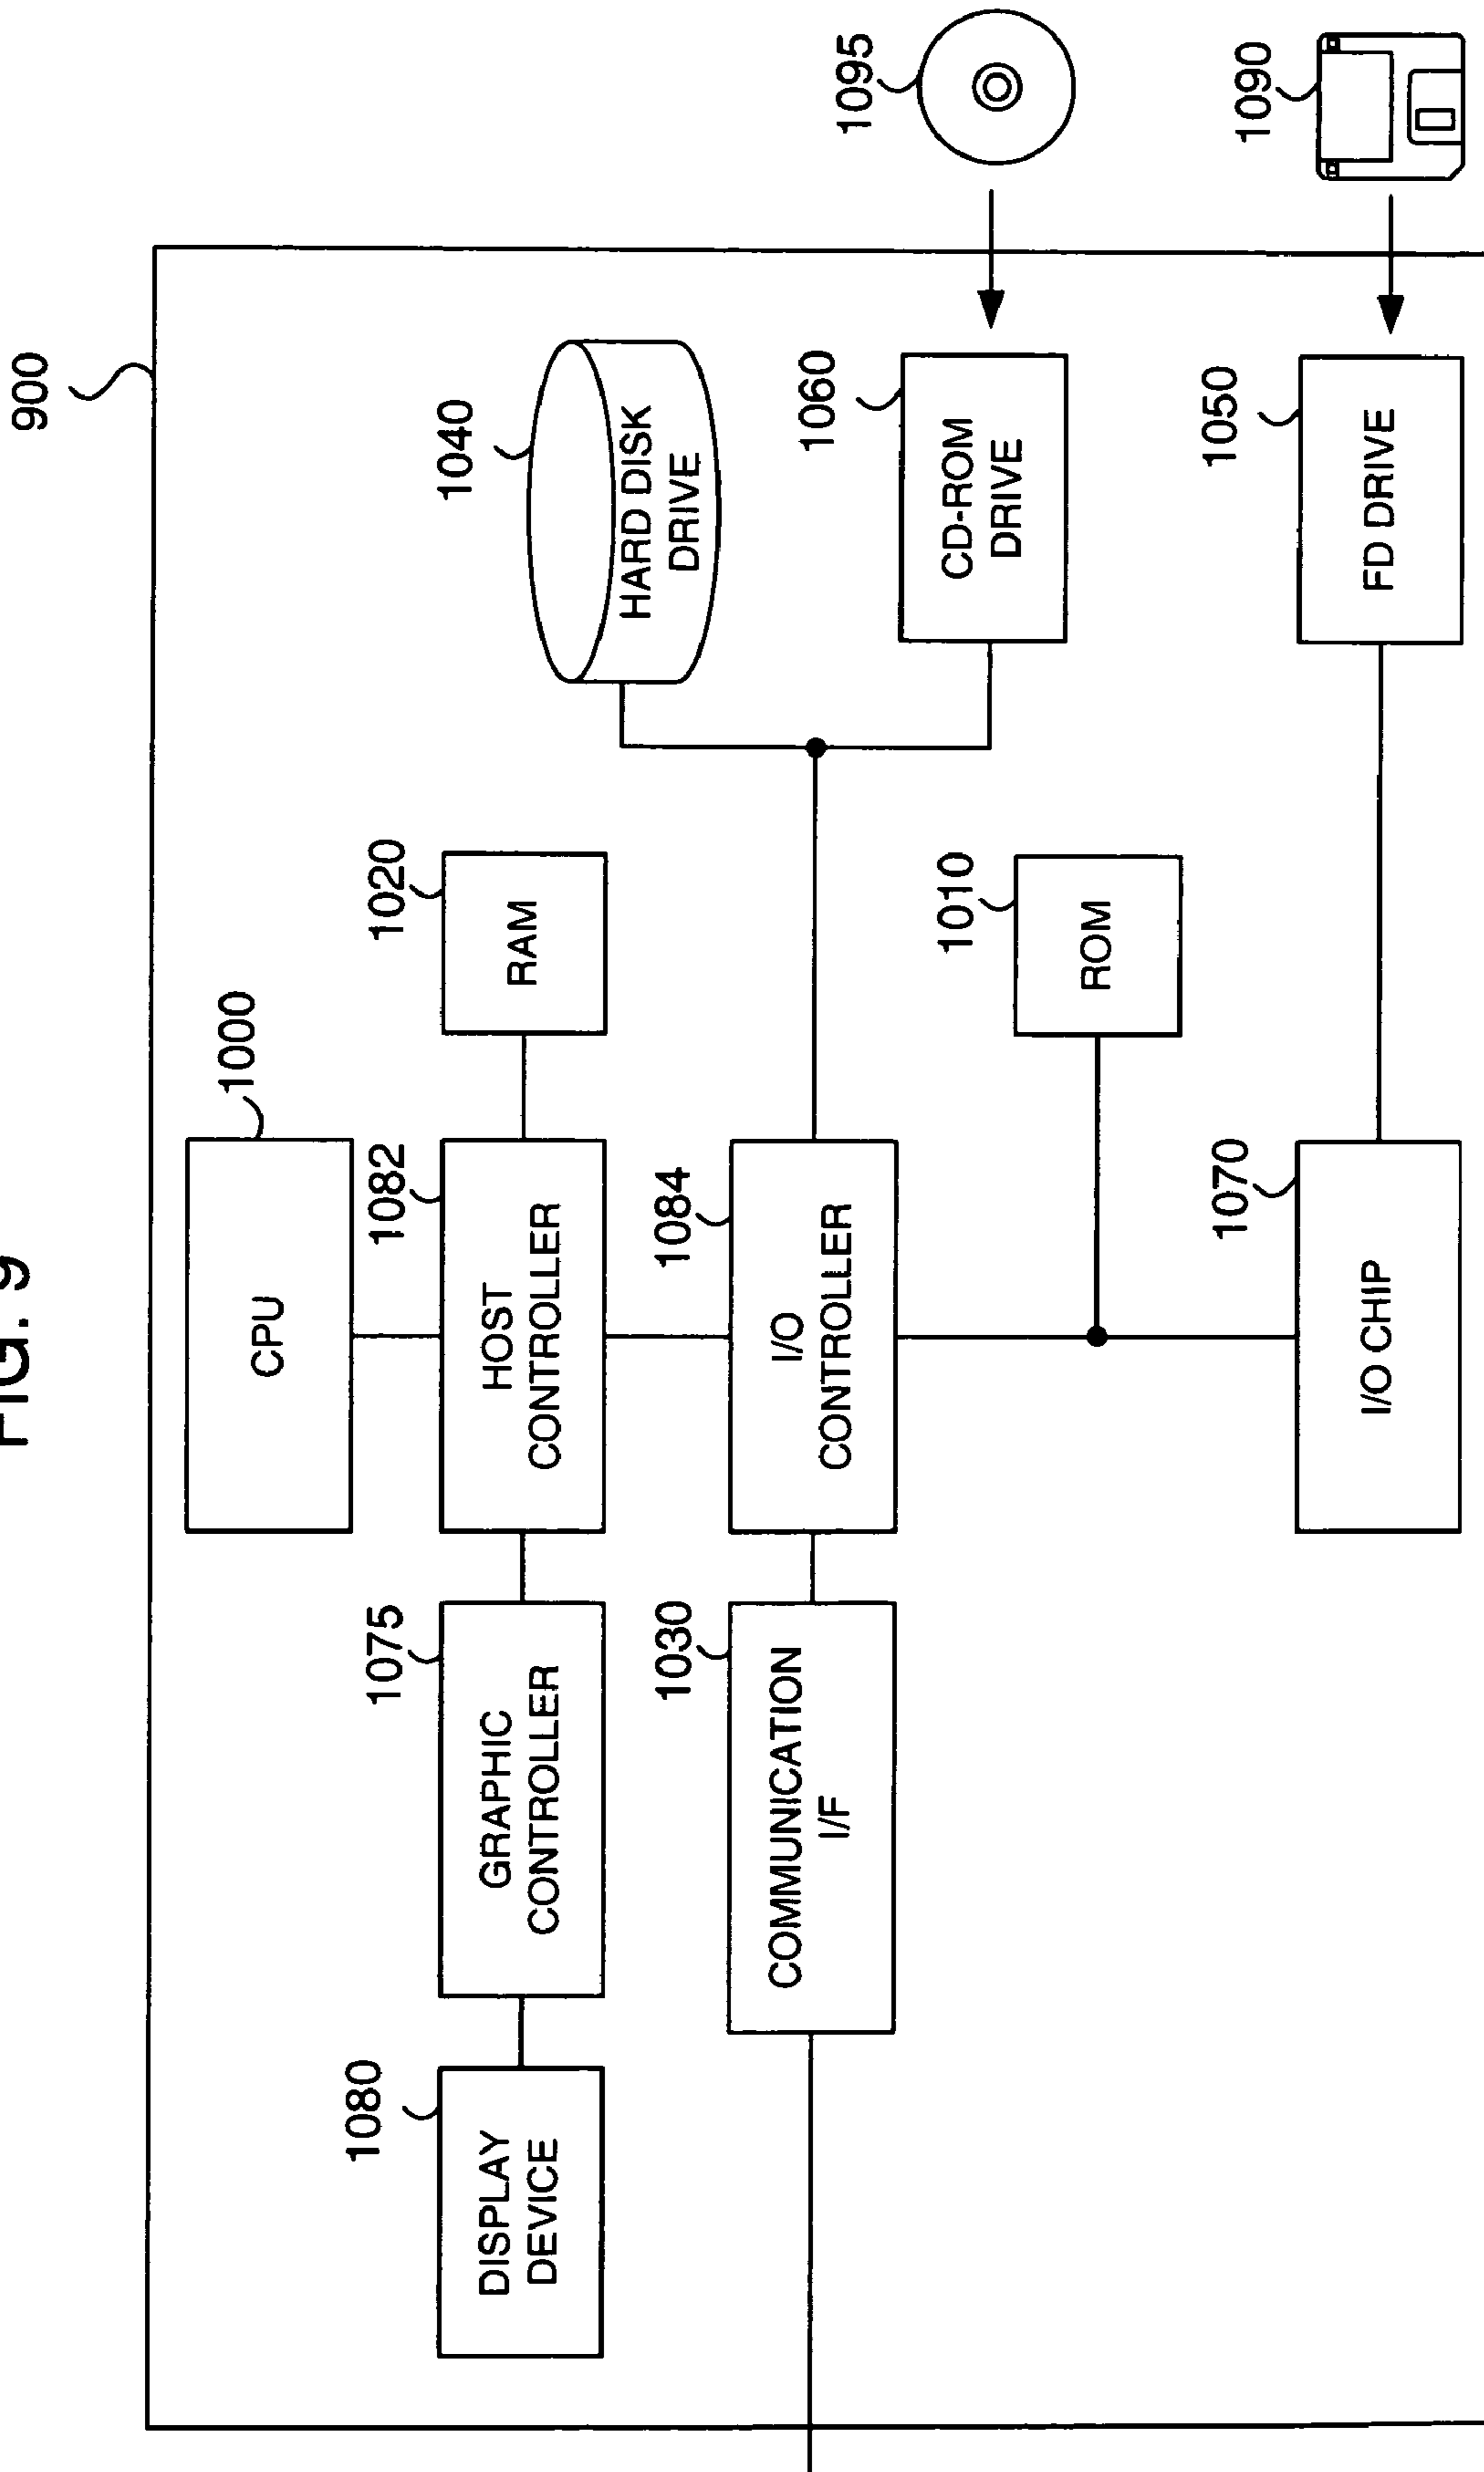 FIG. 9
900
CPU
1000
1082
HOST
CONTROLLER
1020
RAM
1075
GRAPHIC
CONTROLLER
1080
DISPLAY
DEVICE
1040
HARD DISK
DRIVE
1084
I/O
CONTROLLER
1030
COMMUNICATION
I/F
1060
CD-ROM
DRIVE
1095
1010
ROM
1070
I/O CHIP
1050
FD DRIVE
1090